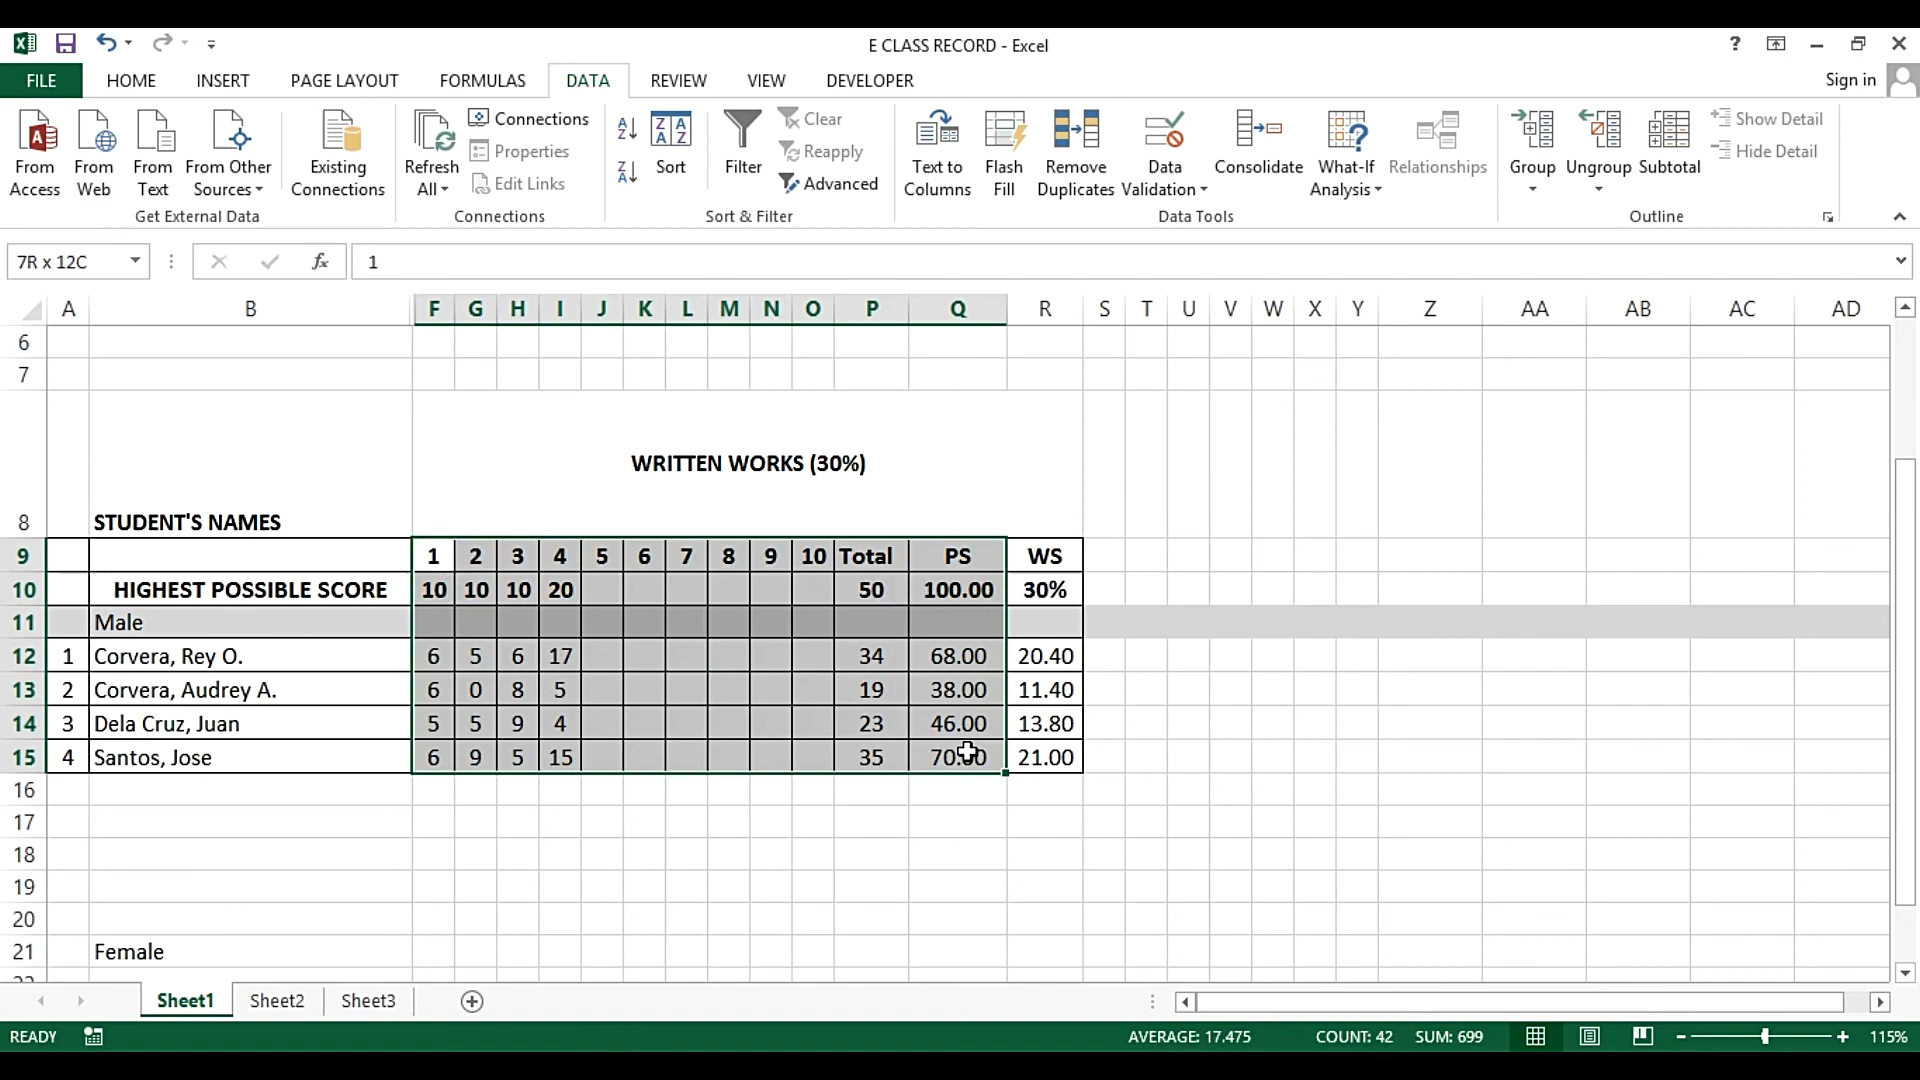 E CLASS RECORD - Excel
?
FILE HOME INSERT PAGE LAYOUT FORMULAS DATA REVIEW VIEW DEVELOPER Sign in
From Access
From Web
From Text
From Other Sources
Existing Connections
Refresh All
Connections
Properties
Edit Links
Sort
Filter
Clear
Reapply
Advanced
Text to Columns
Flash Fill
Remove Duplicates
Data Validation
Consolidate
What-If Analysis
Relationships
Group
Ungroup
Subtotal
Show Detail
Hide Detail
Get External Data Connections Sort & Filter Data Tools Outline
7R x 12C fx 1
A B F G H I J K L M N O P Q R S T U V W X Y Z AA AB AC AD
6
7
WRITTEN WORKS (30%)
8 STUDENT'S NAMES
9 1 2 3 4 5 6 7 8 9 10 Total PS WS
10 HIGHEST POSSIBLE SCORE 10 10 10 20 50 100.00 30%
11 Male
12 1 Corvera, Rey O. 6 5 6 17 34 68.00 20.40
13 2 Corvera, Audrey A. 6 0 8 5 19 38.00 11.40
14 3 Dela Cruz, Juan 5 5 9 4 23 46.00 13.80
15 4 Santos, Jose 6 9 5 15 35 70.00 21.00
16
17
18
19
20
21 Female
Sheet1 Sheet2 Sheet3
READY AVERAGE: 17.475 COUNT: 42 SUM: 699 115%